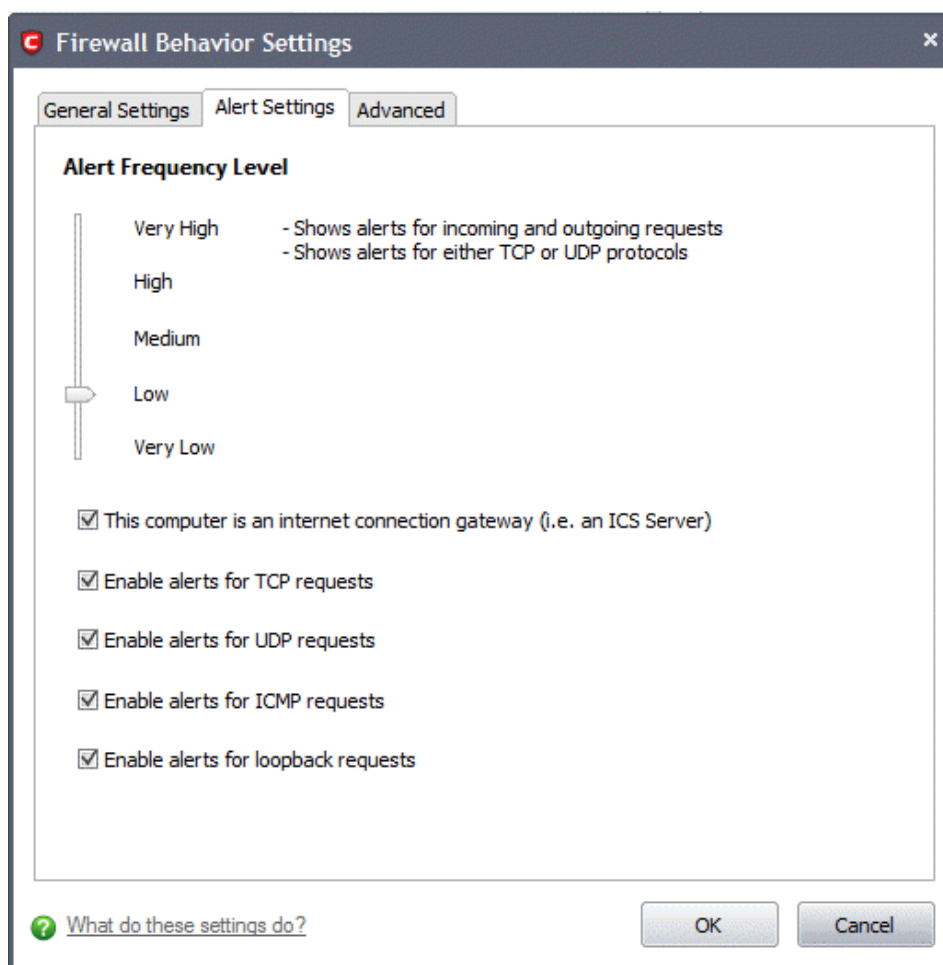 Firewall Behavior Settings
General Settings Alert Settings Advanced
Alert Frequency Level
Very High - Shows alerts for incoming and outgoing requests
- Shows alerts for either TCP or UDP protocols
High
Medium
Low
Very Low
This computer is an internet connection gateway (i.e. an ICS Server)
Enable alerts for TCP requests
Enable alerts for UDP requests
Enable alerts for ICMP requests
Enable alerts for loopback requests
What do these settings do? OK Cancel